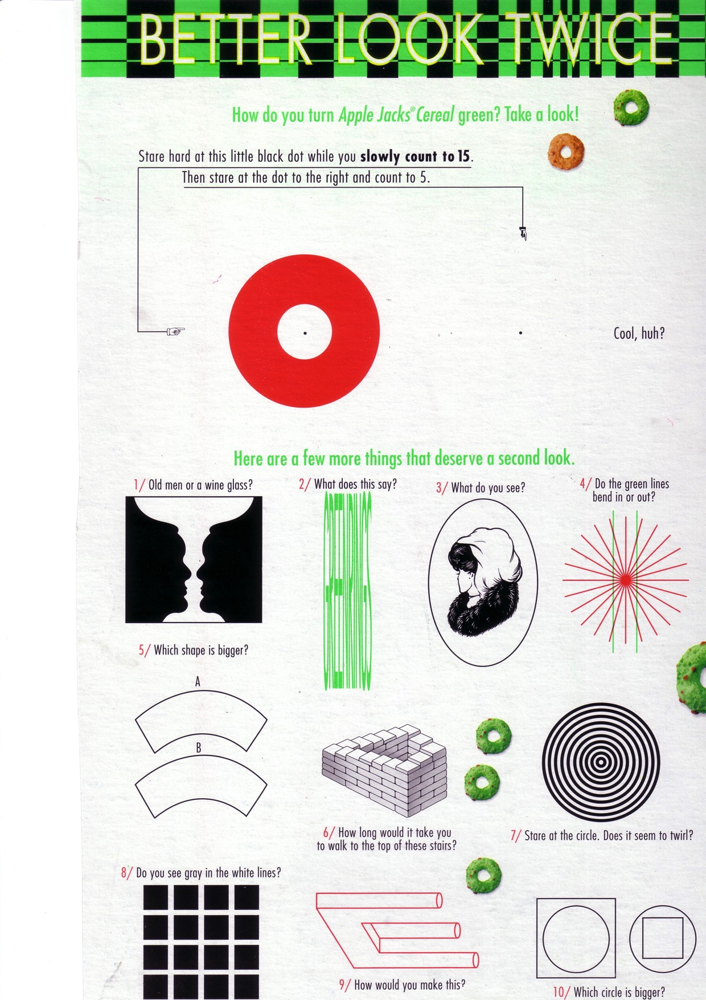 BETTER LOOK TWICE
How do you turn Apple Jacks® Cereal green? Take a look!
Stare hard at this little black dot while you slowly count to 15.
Then stare at the dot to the right and count to 5.
Cool, huh?
Here are a few more things that deserve a second look.
1/ Old men or a wine glass?
2/ What does this say?
GREEN RINGS
3/ What do you see?
4/ Do the green lines
bend in or out?
5/ Which shape is bigger?
A
B
6/ How long would it take you
to walk to the top of these stairs?
7/ Stare at the circle. Does it seem to twirl?
8/ Do you see gray in the white lines?
9/ How would you make this?
10/ Which circle is bigger?